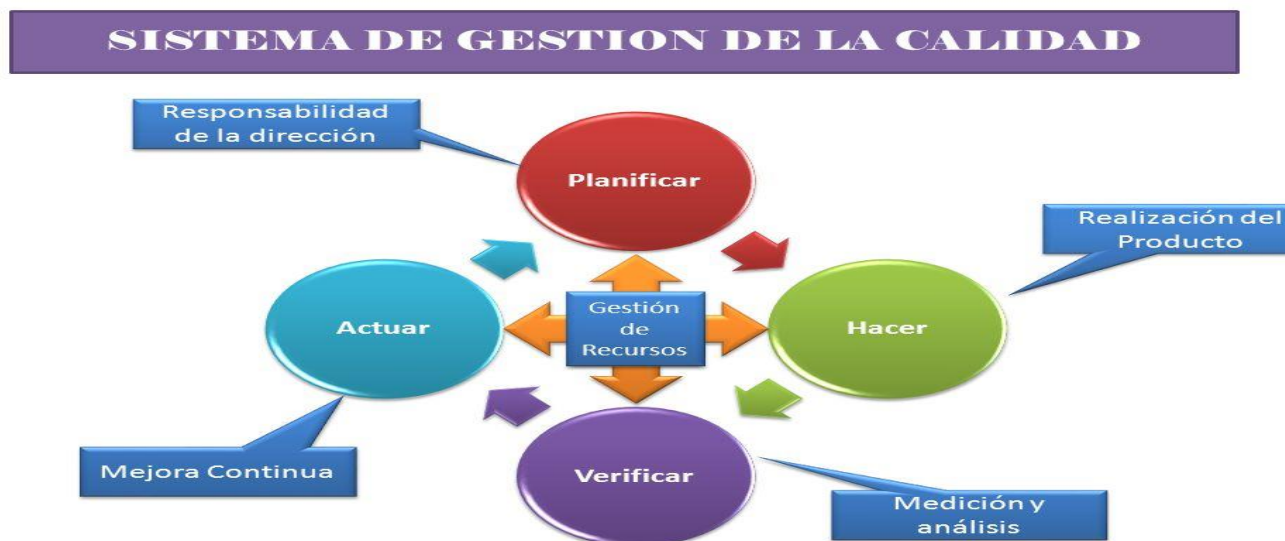 SISTEMA DE GESTION DE LA CALIDAD
Responsabilidad
de la dirección
Planificar
Realización del
Producto
Actuar
Gestión
de
Recursos
Hacer
Mejora Continua
Verificar
Medición y
análisis